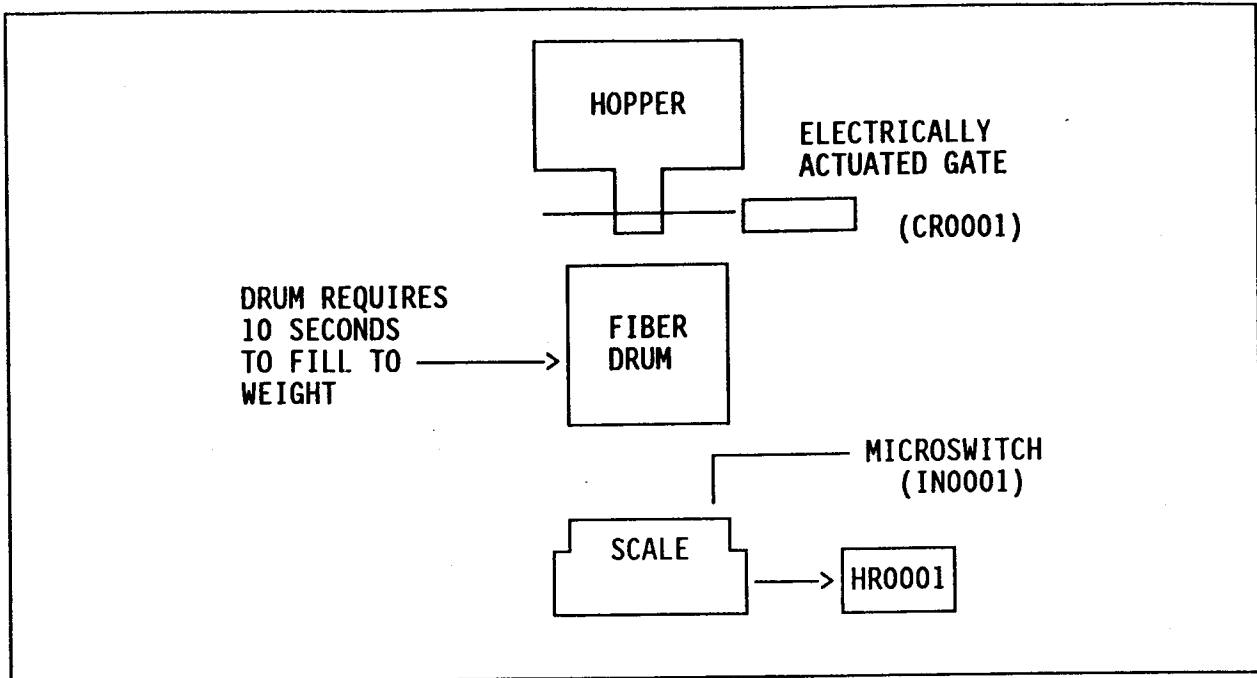 HOPPER
ELECTRICALLY
ACTUATED GATE
(CR0001)
DRUM REQUIRES
10 SECONDS
TO FILL TO
WEIGHT
FIBER
DRUM
MICROSWITCH
(IN0001)
SCALE
HR0001